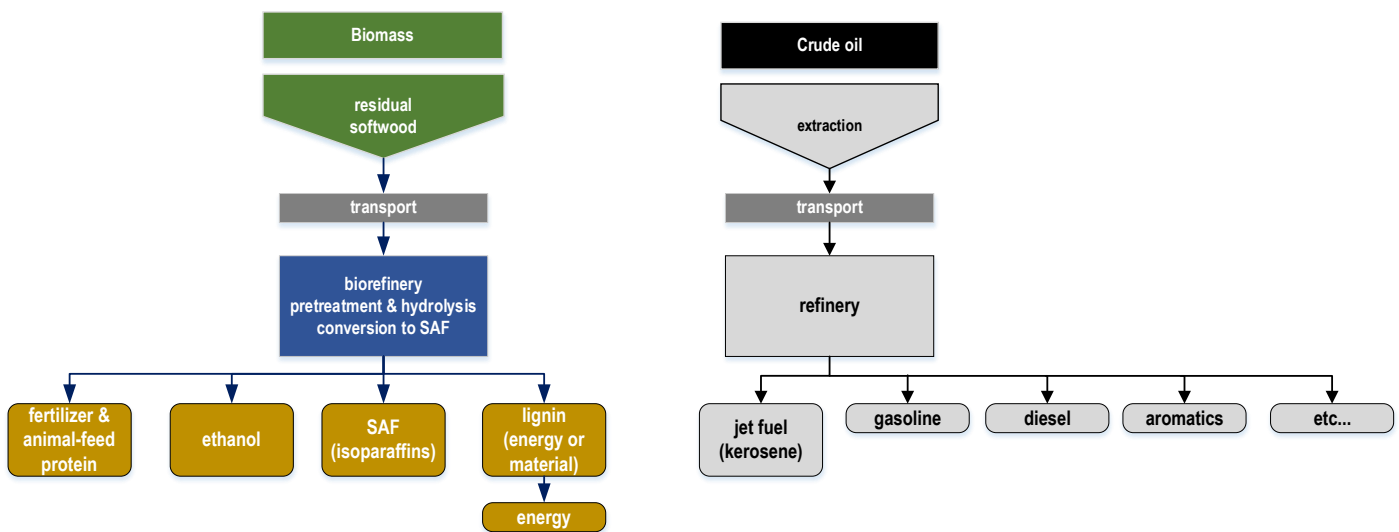 Biomass
residual
softwood
transport
biorefinery
pretreatment & hydrolysis
conversion to SAF
fertilizer &
animal-feed
protein
ethanol
SAF
(isoparaffins)
lignin
(energy or
material)
energy
Crude oil
extraction
transport
refinery
jet fuel
(kerosene)
gasoline
diesel
aromatics
etc...